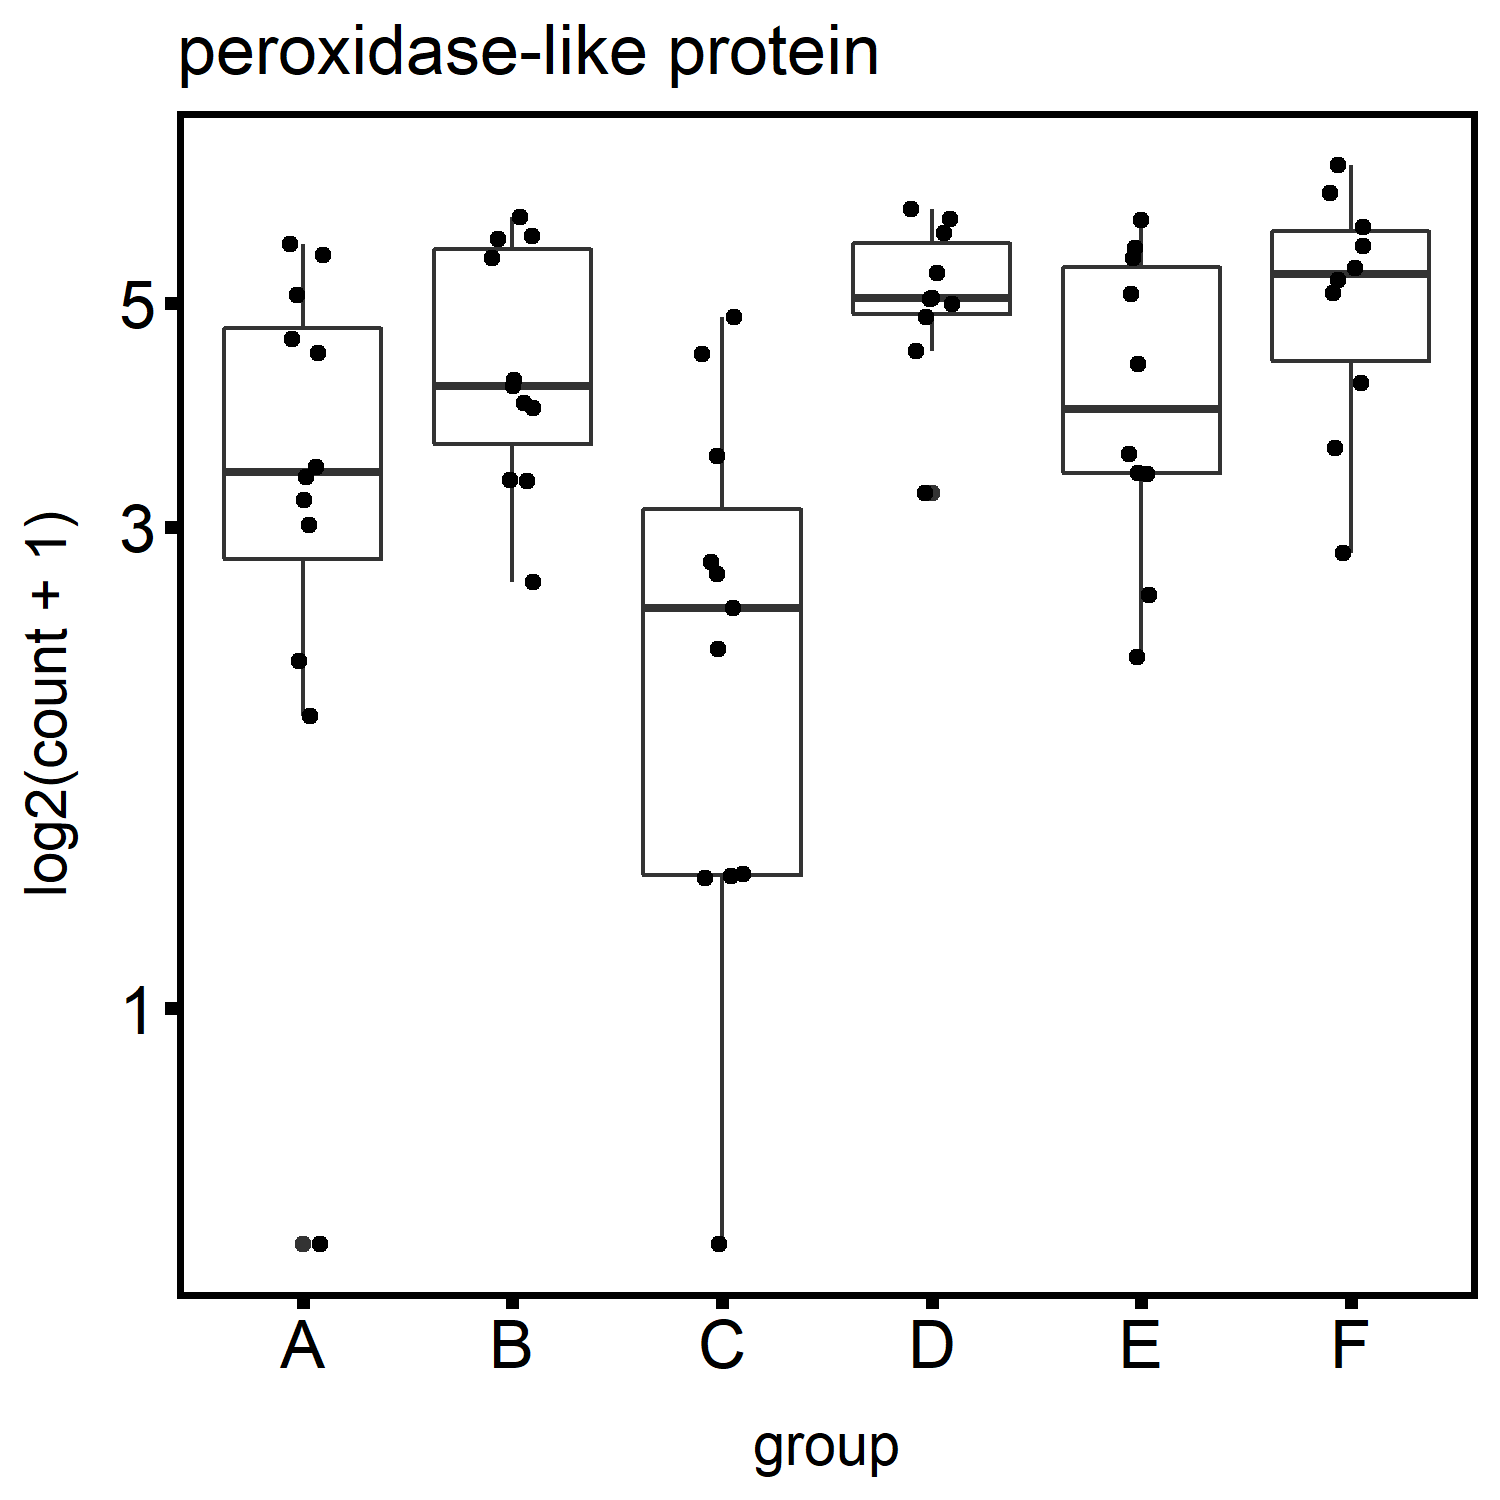 peroxidase-like protein
log2(count + 1)
5
3
1
A B C D E F
group